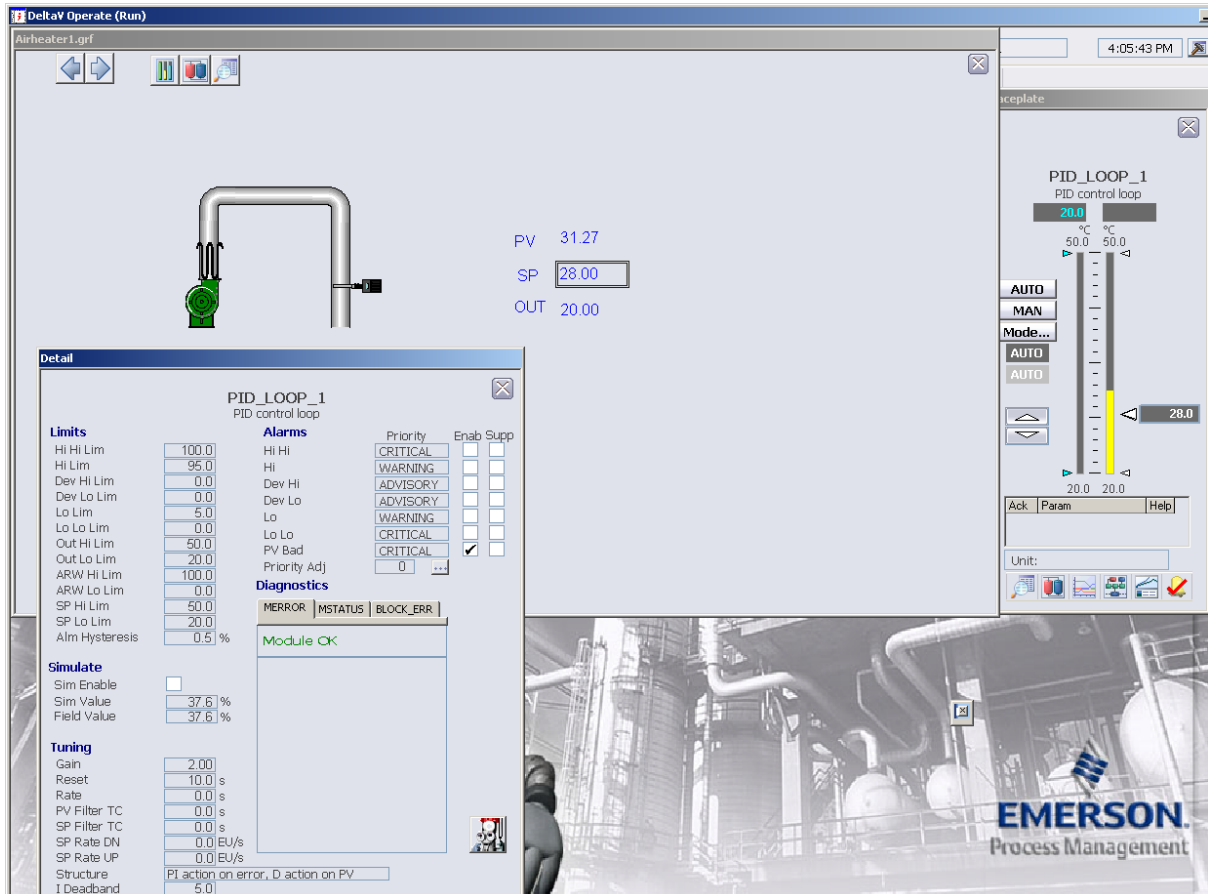 DeltaV Operate (Run)
Airheater1.grf
4:05:43 PM
aceplate
PV 31.27
SP 28.00
OUT 20.00
PID_LOOP_1
PID control loop
20.0
°C °C
50.0 50.0
AUTO
MAN
Mode...
AUTO
AUTO
28.0
20.0 20.0
Ack Param Help
Unit:
Detail
PID_LOOP_1
PID control loop
Limits
Hi Hi Lim 100.0
Hi Lim 95.0
Dev Hi Lim 0.0
Dev Lo Lim 0.0
Lo Lim 5.0
Lo Lo Lim 0.0
Out Hi Lim 50.0
Out Lo Lim 20.0
ARW Hi Lim 100.0
ARW Lo Lim 0.0
SP Hi Lim 50.0
SP Lo Lim 20.0
Alm Hysteresis 0.5 %
Alarms Priority Enab Supp
Hi Hi CRITICAL
Hi WARNING
Dev Hi ADVISORY
Dev Lo ADVISORY
Lo WARNING
Lo Lo CRITICAL
PV Bad CRITICAL
Priority Adj 0 ...
Diagnostics
MERROR MSTATUS BLOCK_ERR
Module OK
Simulate
Sim Enable
Sim Value 37.6 %
Field Value 37.6 %
Tuning
Gain 2.00
Reset 10.0 s
Rate 0.0 s
PV Filter TC 0.0 s
SP Filter TC 0.0 s
SP Rate DN 0.0 EU/s
SP Rate UP 0.0 EU/s
Structure PI action on error, D action on PV
I Deadband 5.0
EMERSON.
Process Management